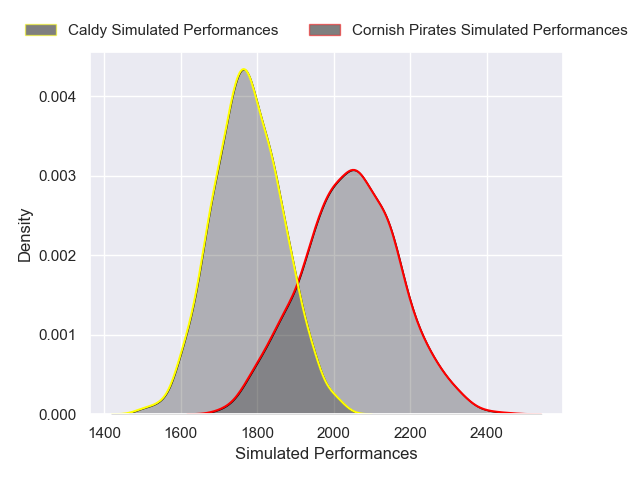 Caldy Simulated Performances Cornish Pirates Simulated Performances
0.004
0.003
0.002
0.001
0.000
Density
1400 1600 1800 2000 2200 2400
Simulated Performances